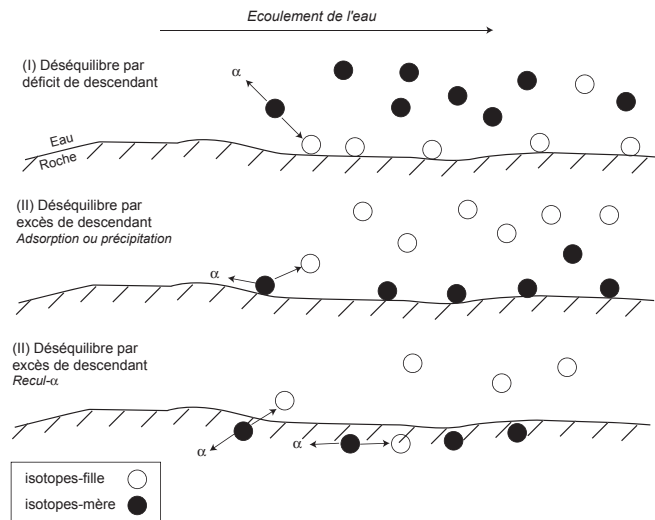 Ecoulement de l'eau
(I) Déséquilibre par
déficit de descendant
α
Eau
Roche
(II) Déséquilibre par
excès de descendant
Adsorption ou précipitation
α
(II) Déséquilibre par
excès de descendant
Recul-α
α
α
isotopes-fille
isotopes-mère